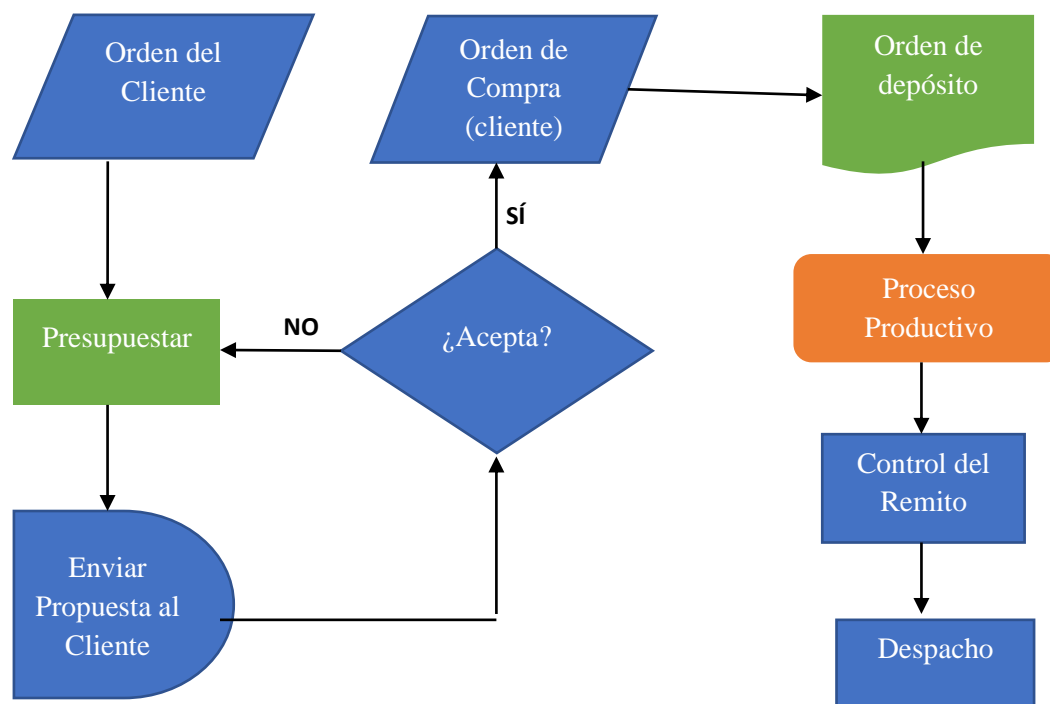 Orden del
Cliente
Presupuestar
Enviar
Propuesta al
Cliente
NO
¿Acepta?
SÍ
Orden de
Compra
(cliente)
Orden de
depósito
Proceso
Productivo
Control del
Remito
Despacho